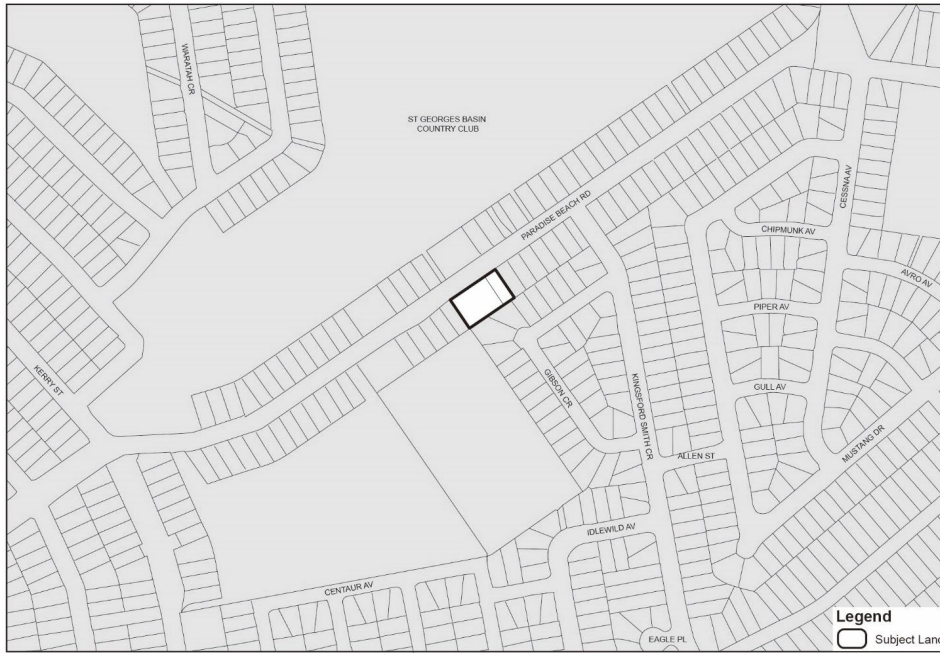 WARATAH CR
ST GEORGES BASIN
COUNTRY CLUB
PARADISE BEACH RD
CESSNA AV
CHIPMUNK AV
AVRO AV
PIPER AV
KERRY ST
GIBSON CR
KINGSFORD SMITH CR
GULL AV
MUSTANG DR
ALLEN ST
IDLEWILD AV
CENTAUR AV
EAGLE PL
Legend
Subject Land